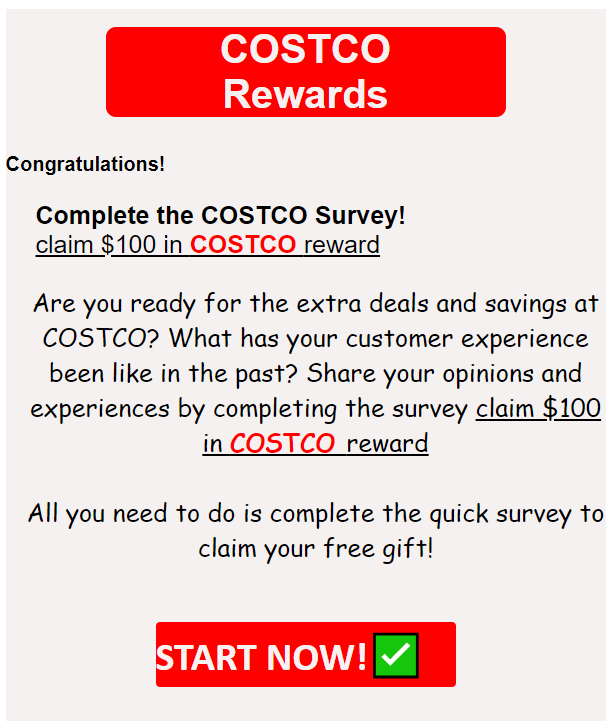 COSTCO
Rewards
Congratulations!
Complete the COSTCO Survey!
claim $100 in COSTCO reward
Are you ready for the extra deals and savings at
COSTCO? What has your customer experience
been like in the past? Share your opinions and
experiences by completing the survey claim $100
in COSTCO reward
All you need to do is complete the quick survey to
claim your free gift!
START NOW! ✅